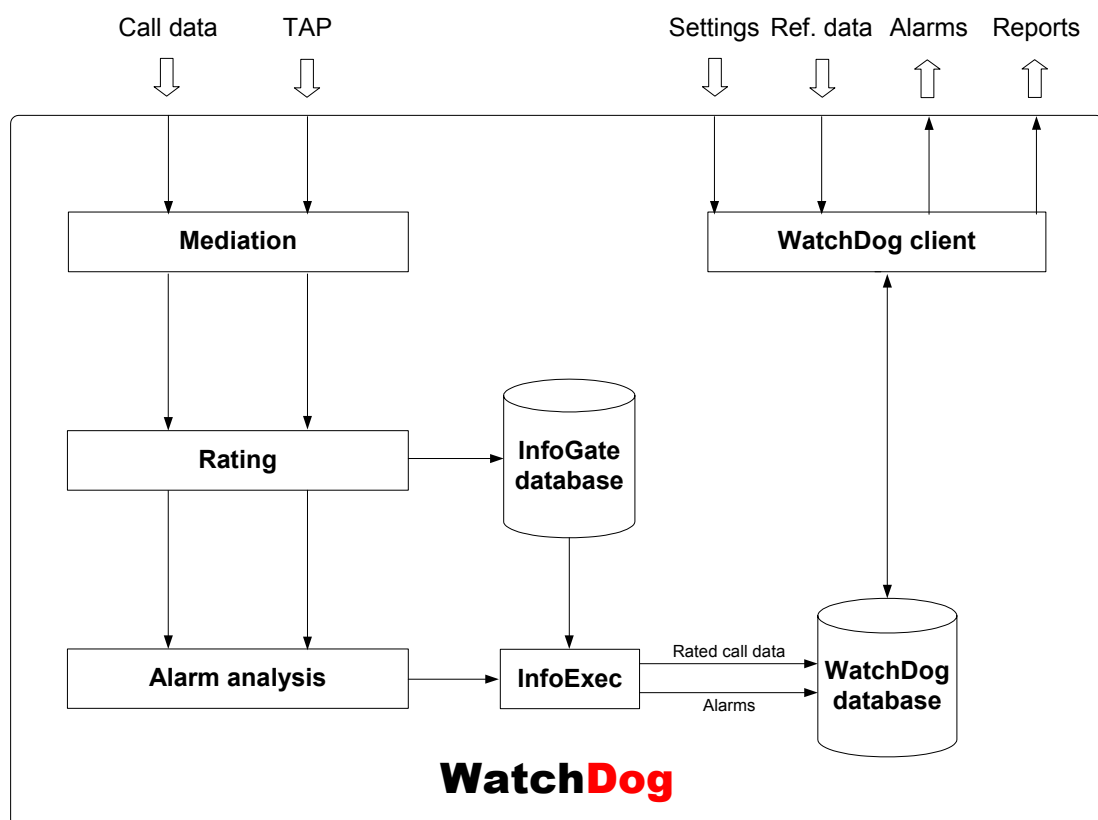 Call data
TAP
Settings
Ref. data
Alarms
Reports
Mediation
WatchDog client
Rating
InfoGate
database
Alarm analysis
InfoExec
Rated call data
Alarms
WatchDog
database
WatchDog